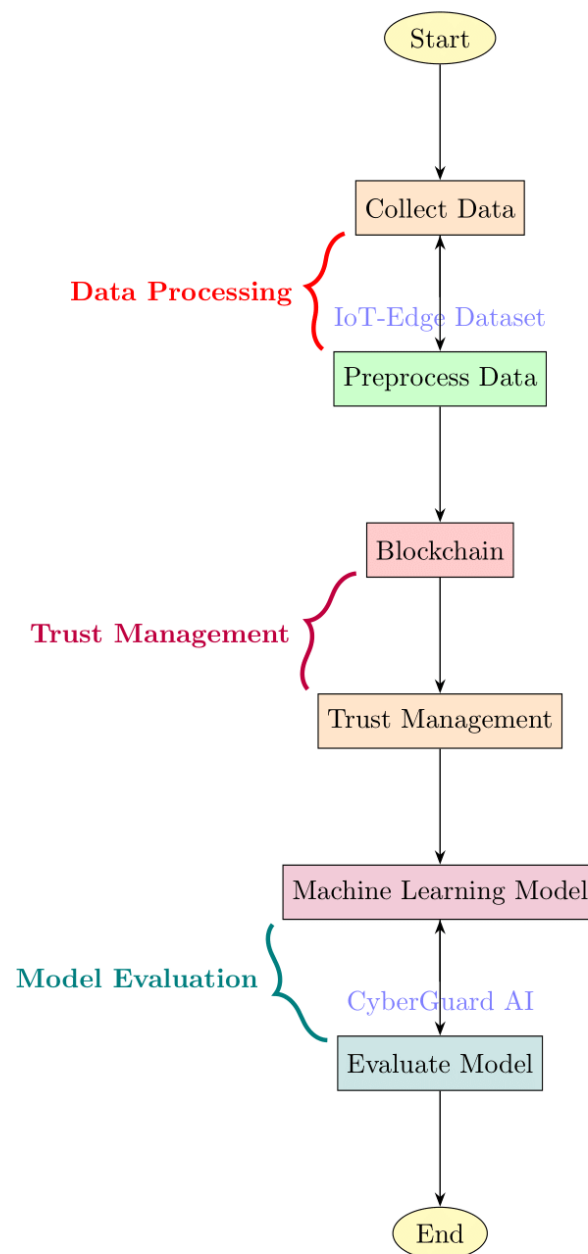 Start
Collect Data
Data Processing
IoT-Edge Dataset
Preprocess Data
Blockchain
Trust Management
Trust Management
Machine Learning Model
Model Evaluation
CyberGuard AI
Evaluate Model
End